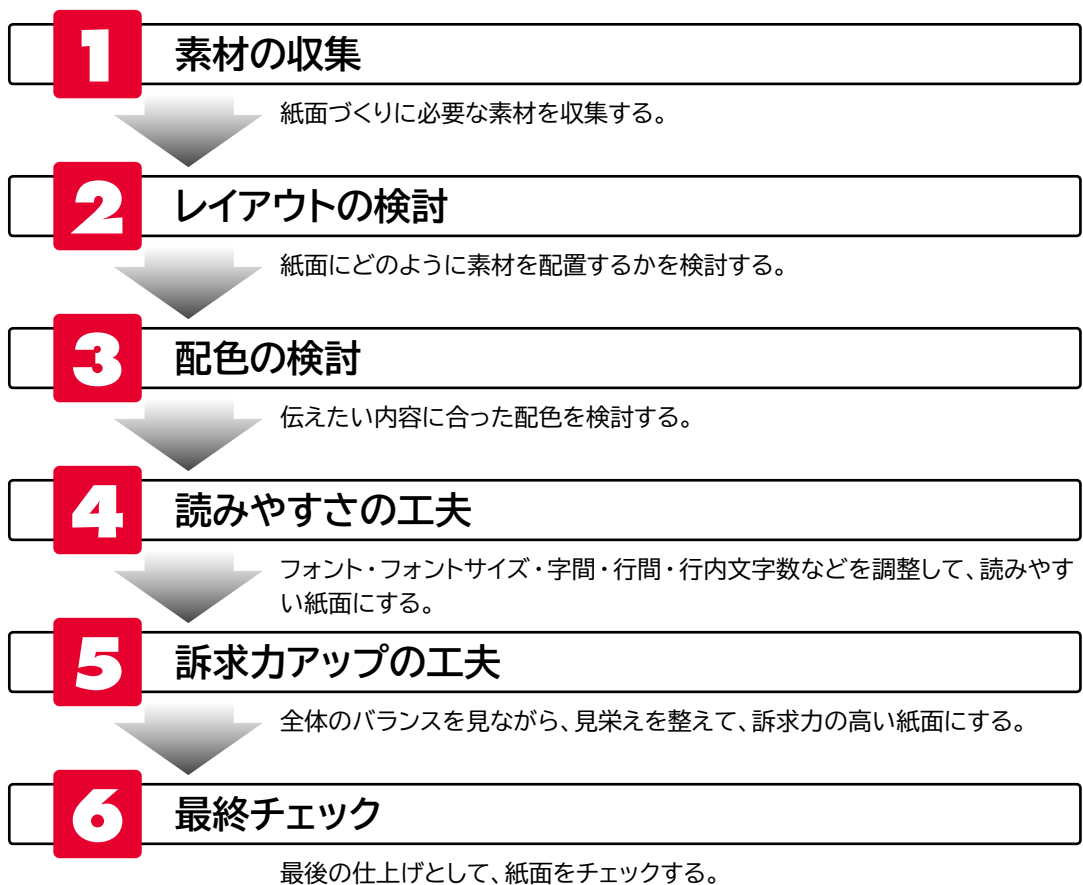 1 素材の収集
紙面づくりに必要な素材を収集する。
2 レイアウトの検討
紙面にどのように素材を配置するかを検討する。
3 配色の検討
伝えたい内容に合った配色を検討する。
4 読みやすさの工夫
フォント・フォントサイズ・字間・行間・行内文字数などを調整して、読みやす
い紙面にする。
5 訴求力アップの工夫
全体のバランスを見ながら、見栄えを整えて、訴求力の高い紙面にする。
6 最終チェック
最後の仕上げとして、紙面をチェックする。